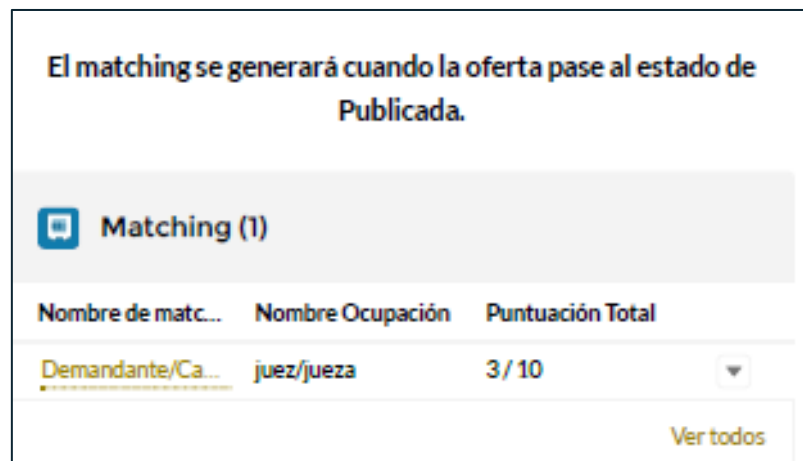 El matching se generará cuando la oferta pase al estado de
Publicada.
Matching (1)
Nombre de matc... Nombre Ocupación Puntuación Total
Demandante/Ca... juez/jueza 3 / 10
Ver todos